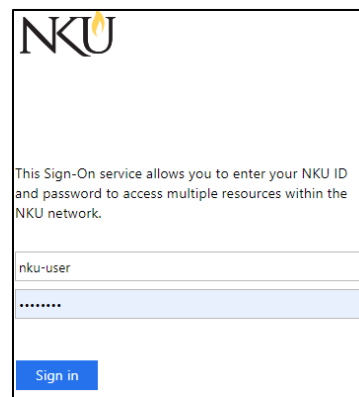 NKU
This Sign-On service allows you to enter your NKU ID
and password to access multiple resources within the
NKU network.
nku-user
••••••••
Sign in